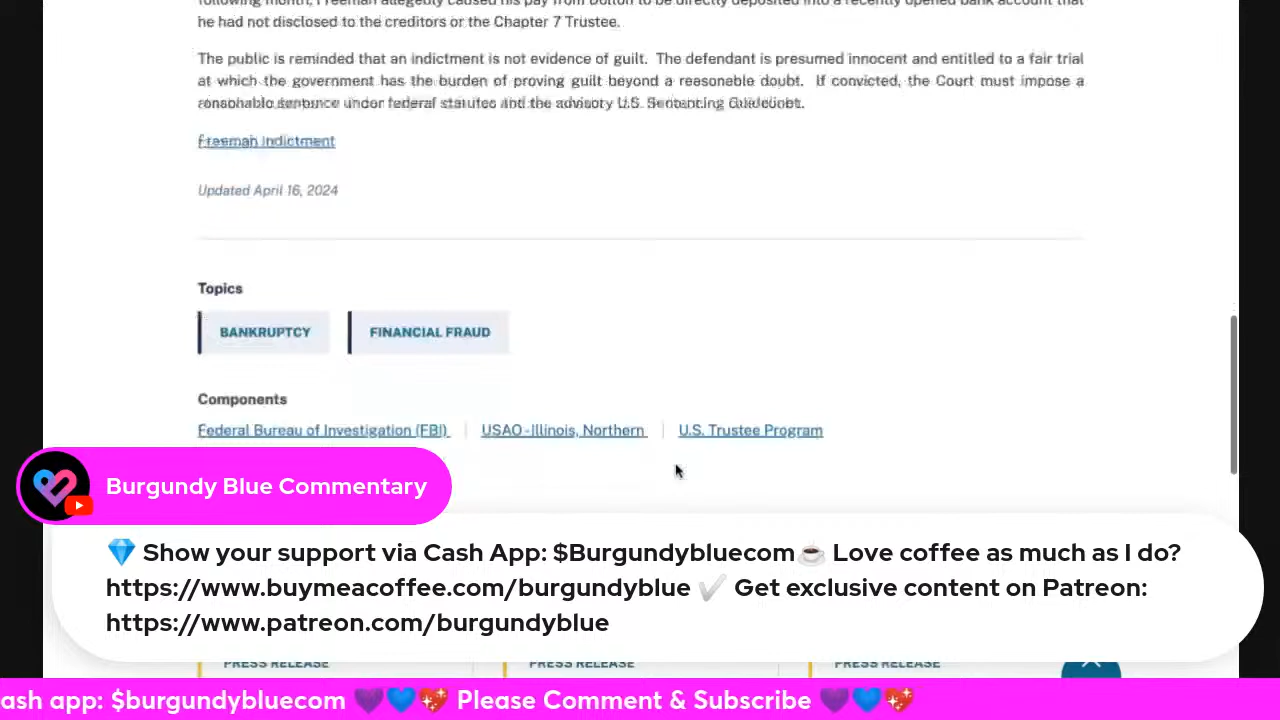 following month, Freeman allegedly caused his pay from Dolton to be directly deposited into a recently opened bank account that
he had not disclosed to the creditors or the Chapter 7 Trustee.
The public is reminded that an indictment is not evidence of guilt. The defendant is presumed innocent and entitled to a fair trial
at which the government has the burden of proving guilt beyond a reasonable doubt. If convicted, the Court must impose a
reasonable sentence under federal statutes and the advisory U.S. Sentencing Guidelines.
Freeman Indictment
Updated April 16, 2024
Topics
BANKRUPTCY
FINANCIAL FRAUD
Components
Federal Bureau of Investigation (FBI)
USAO - Illinois, Northern
U.S. Trustee Program
Burgundy Blue Commentary
💎 Show your support via Cash App: $Burgundybluecom☕ Love coffee as much as I do?
https://www.buymeacoffee.com/burgundyblue ✔️ Get exclusive content on Patreon:
https://www.patreon.com/burgundyblue
PRESS RELEASE
PRESS RELEASE
PRESS RELEASE
ash app: $burgundybluecom 💜💙💖 Please Comment & Subscribe 💜💙💖